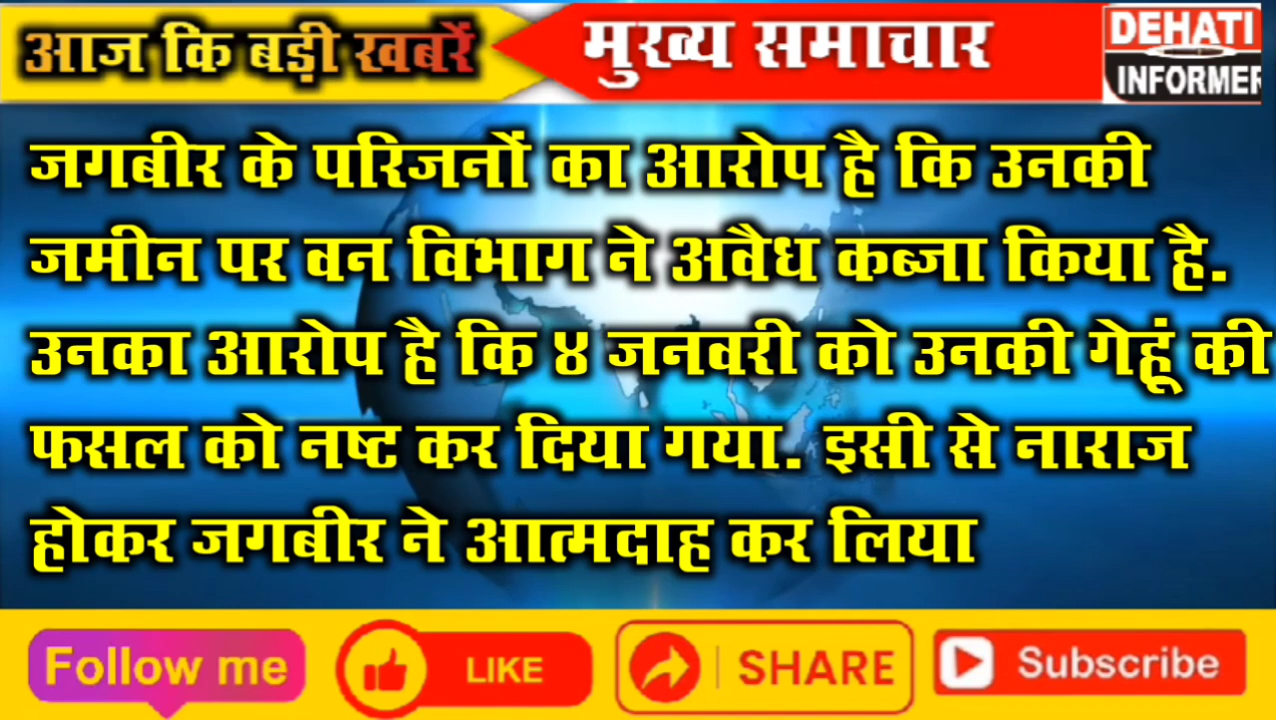 आज कि बड़ी खबरें
मुख्य समाचार
DEHATI
INFORMER
जगबीर के परिजनों का आरोप है कि उनकी
जमीन पर वन विभाग ने अवैध कब्जा किया है.
उनका आरोप है कि ४ जनवरी को उनकी गेहूं की
फसल को नष्ट कर दिया गया. इसी से नाराज
होकर जगबीर ने आत्मदाह कर लिया
Follow me
LIKE
SHARE
Subscribe